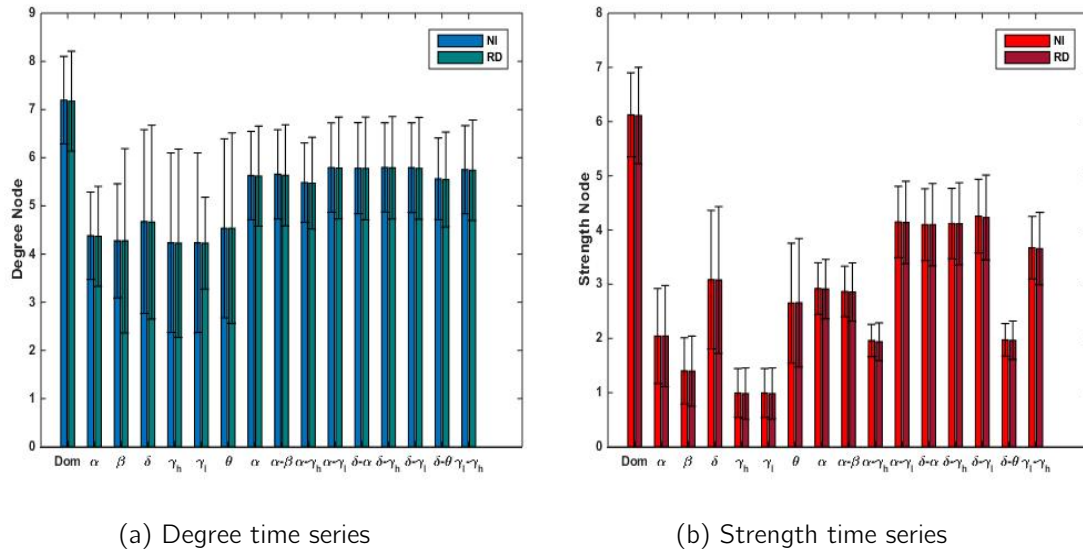 9
8
7
6
5
4
3
2
1
0
Degree Node
NI
RD
Dom α β δ γh γl θ α α-β α-γh α-γl δ-α δ-γh δ-γl δ-θ γl-γh
(a) Degree time series
8
7
6
5
4
3
2
1
0
Strength Node
NI
RD
Dom α β δ γh γl θ α α-β α-γh α-γl δ-α δ-γh δ-γl δ-θ γl-γh
(b) Strength time series